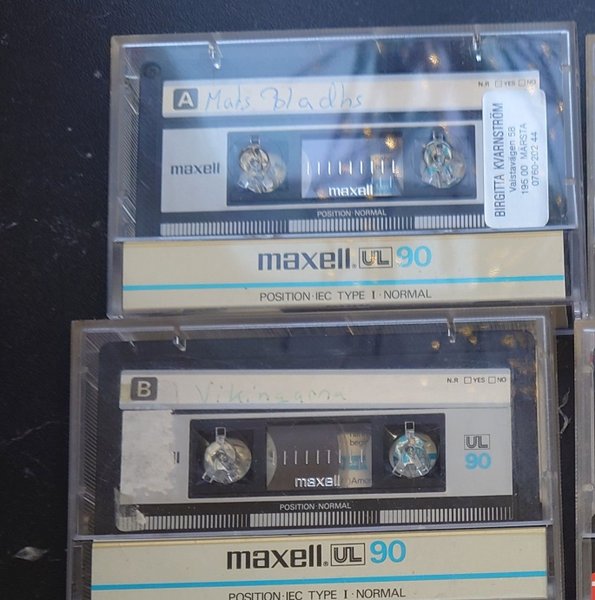 N.R YES NO
A Mats Bladhs
maxell
maxell
POSITION·NORMAL
BIRGITTA KVARNSTRÖM
Valstavägen 58
195 00 MÄRSTA
0760-202 44
maxell UL 90
POSITION·IEC TYPE I·NORMAL
N.R YES NO
B Vikingarna
UL
90
maxell
POSITION·NORMAL
maxell UL 90
POSITION·IEC TYPE I·NORMAL